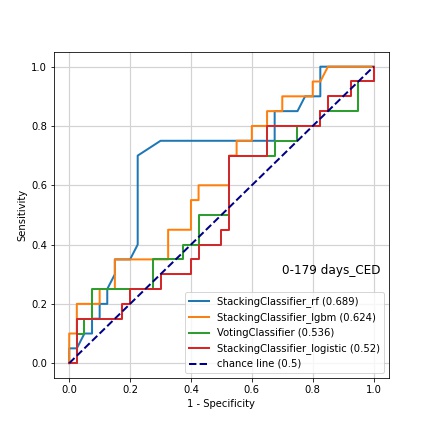 1.0
0.8
0.6
0.4
0.2
0.0
Sensitivity
0-179 days_CED
StackingClassifier_rf (0.689)
StackingClassifier_lgbm (0.624)
VotingClassifier (0.536)
StackingClassifier_logistic (0.52)
chance line (0.5)
0.0 0.2 0.4 0.6 0.8 1.0
1 - Specificity